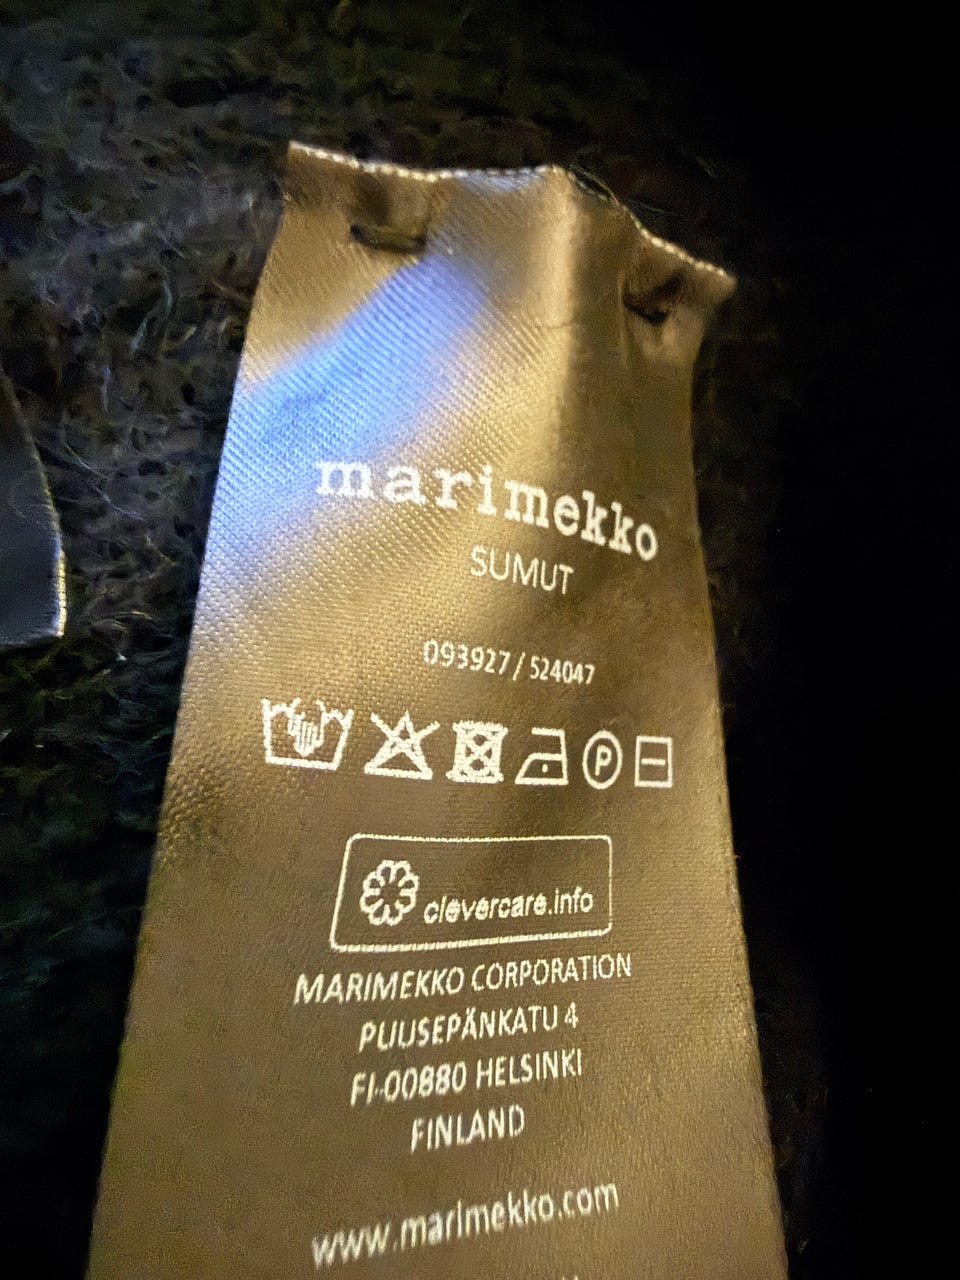 marimekko
SUMUT
093927 / 524047
P
clevercare.info
MARIMEKKO CORPORATION
PUUSEPÄNKATU 4
FI-00880 HELSINKI
FINLAND
www.marimekko.com